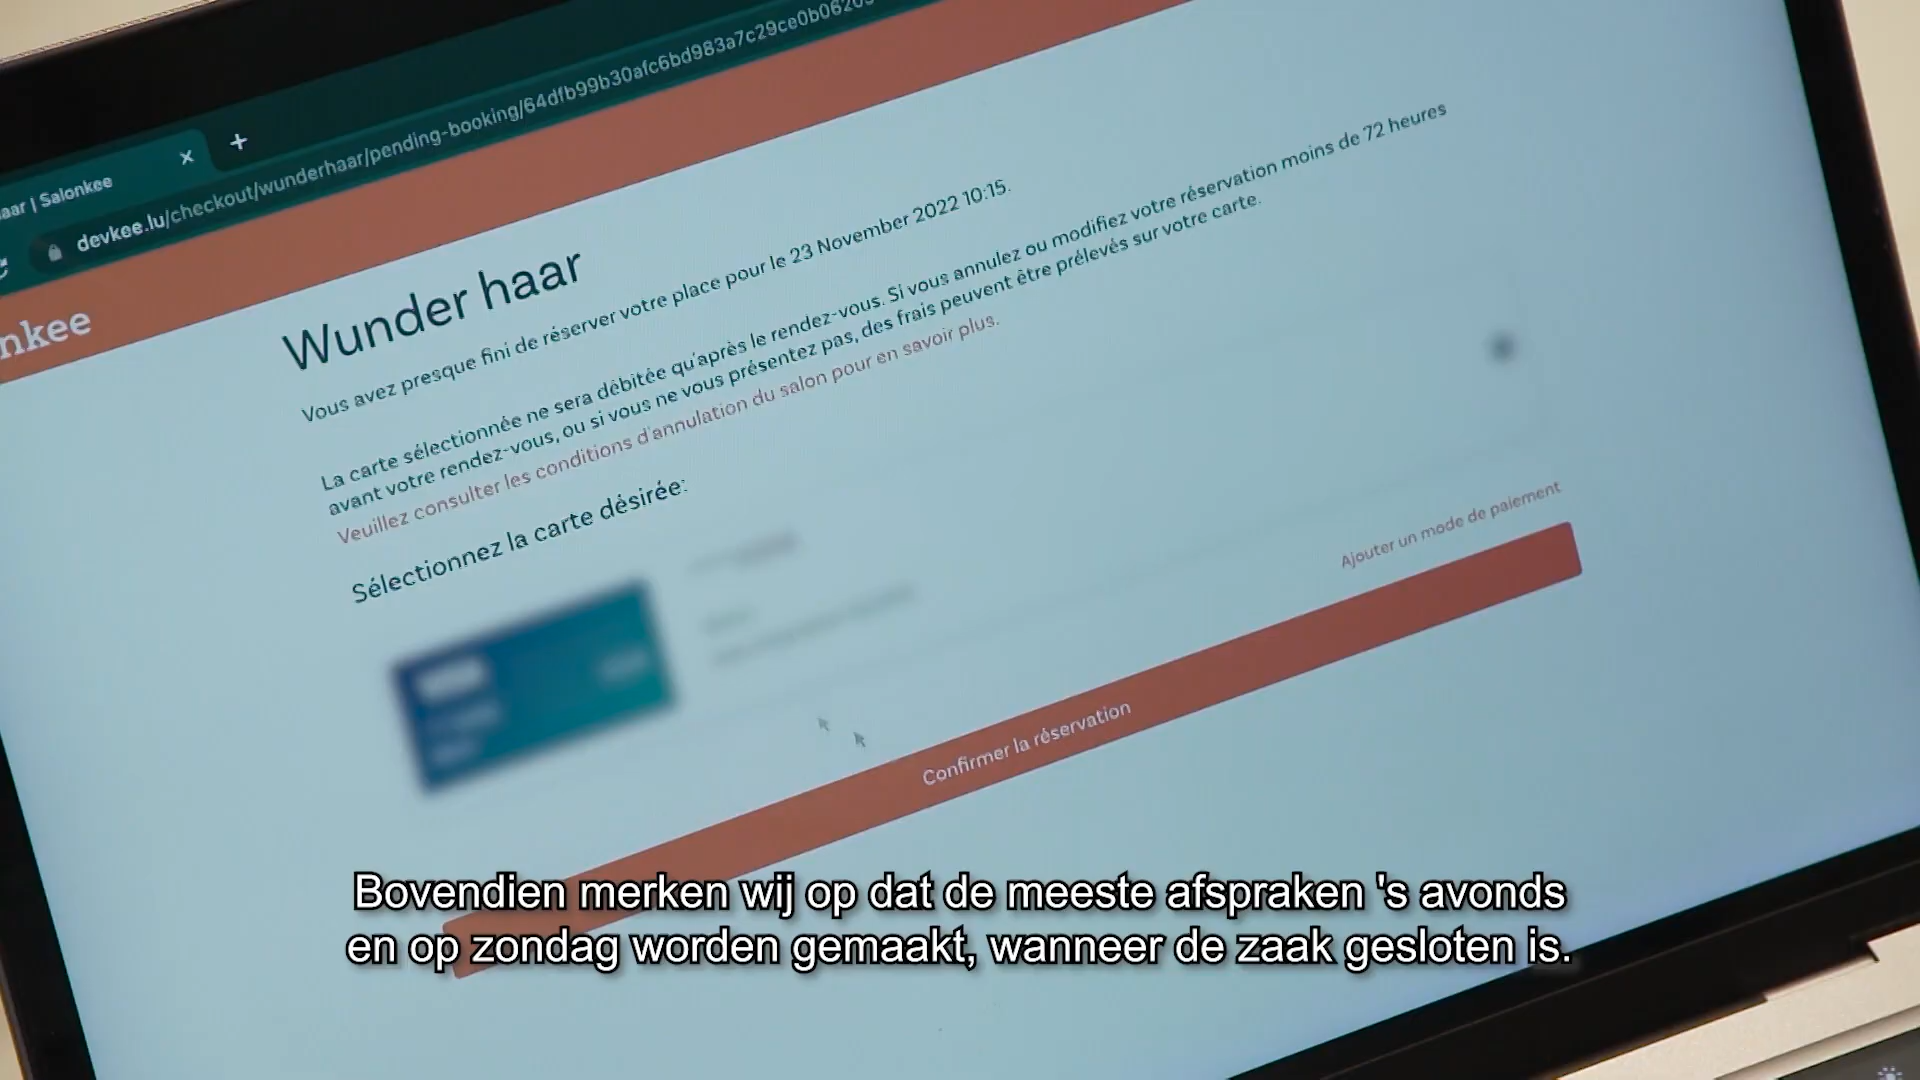 aar | Salonkee
devkee.lu/checkout/wunderhaar/pending-booking/64dfb99b30afc6bd983a7c29ce0b06205
nkee
Wunder haar
Vous avez presque fini de réserver votre place pour le 23 November 2022 10:15.
La carte sélectionnée ne sera débitée qu'après le rendez-vous. Si vous annulez ou modifiez votre réservation moins de 72 heures
avant votre rendez-vous, ou si vous ne vous présentez pas, des frais peuvent être prélevés sur votre carte.
Veuillez consulter les conditions d'annulation du salon pour en savoir plus.
Sélectionnez la carte désirée:
Ajouter un mode de paiement
Confirmer la réservation
Bovendien merken wij op dat de meeste afspraken 's avonds
en op zondag worden gemaakt, wanneer de zaak gesloten is.